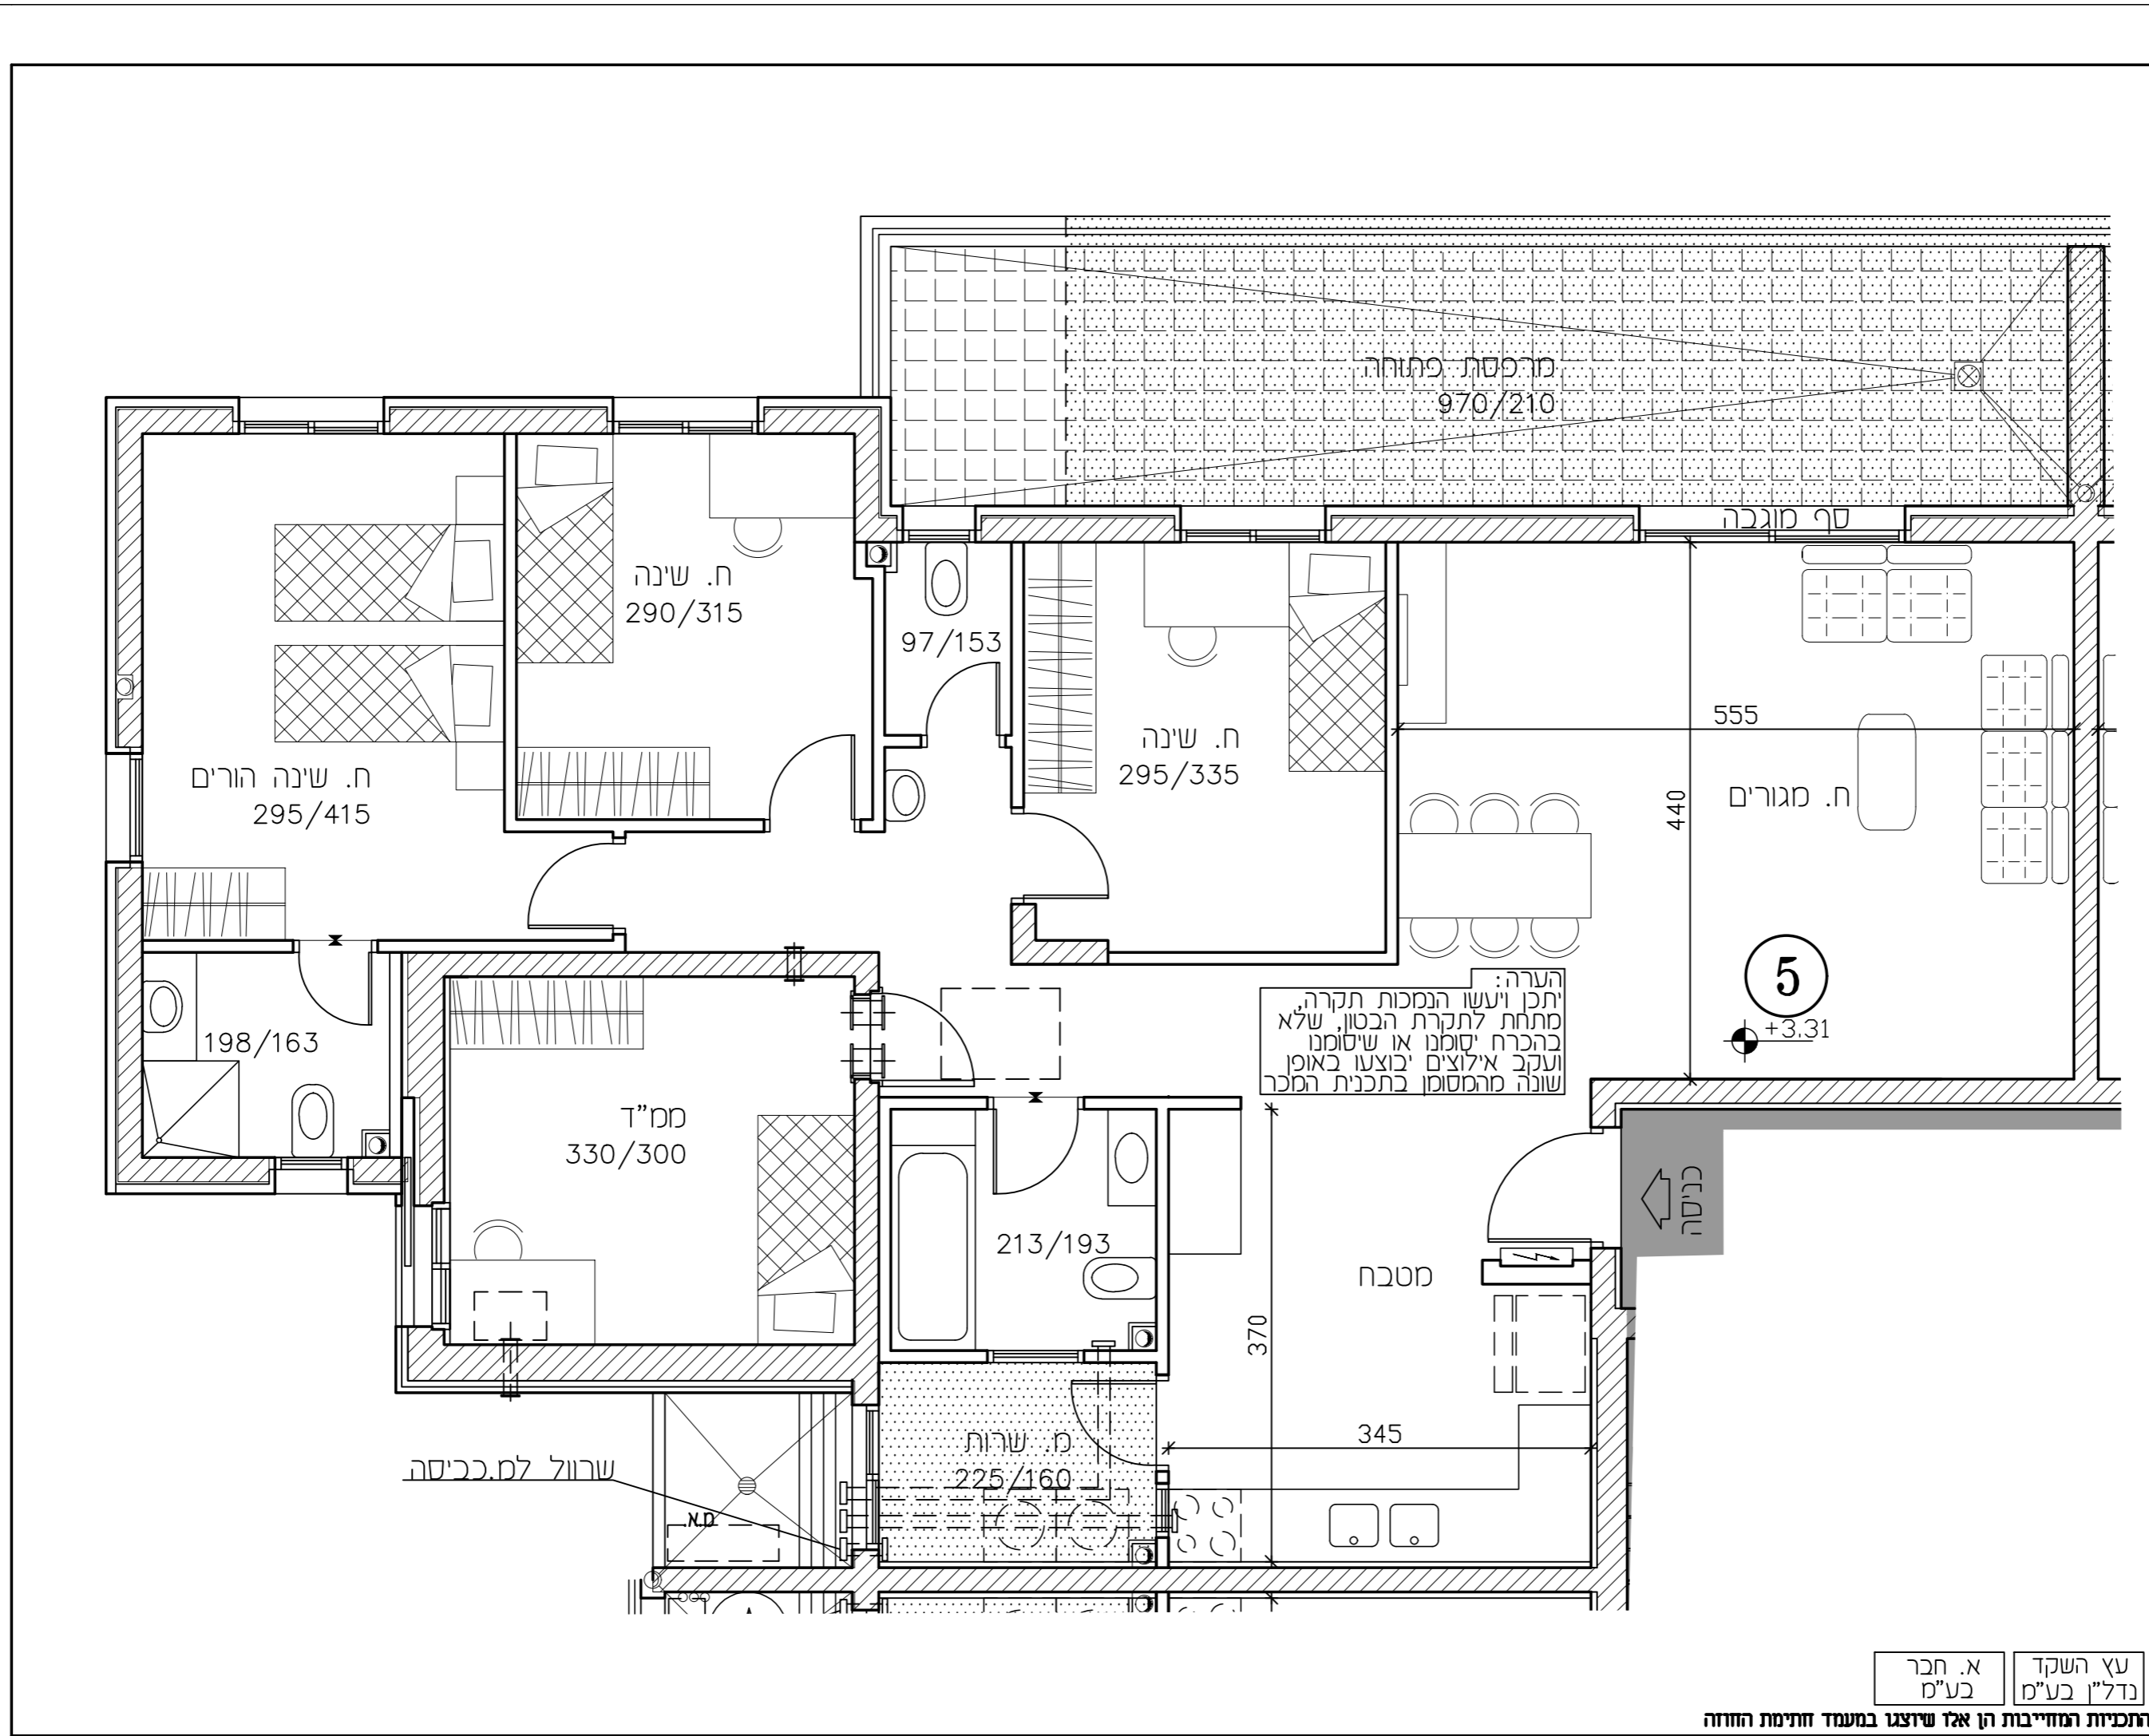 מרפסת פתוחה
970/210
סף מוגבה
ח. שינה
290/315
97/153
ח. שינה
295/335
555
ח. שינה הורים
295/415
440
ח. מגורים
5
+3.31
הערה:
יתכן ויעשו הנמכות תקרה,
מתחת לתקרת הבטון, שלא
בהכרח יסומנו או שיסומנו
ועקב אילוצים יבוצעו באופן
שונה מהמסומן בתכנית המכר
198/163
ממ"ד
330/300
כניסה
213/193
מטבח
370
345
מ. שרות
225/160
שרוול למ.כביסה
מ.א.
עץ השקד
נדל"ן בע"מ
א. חבר
בע"מ
התכניות המחייבות הן אלו שיוצגו במעמד חתימת החוזה